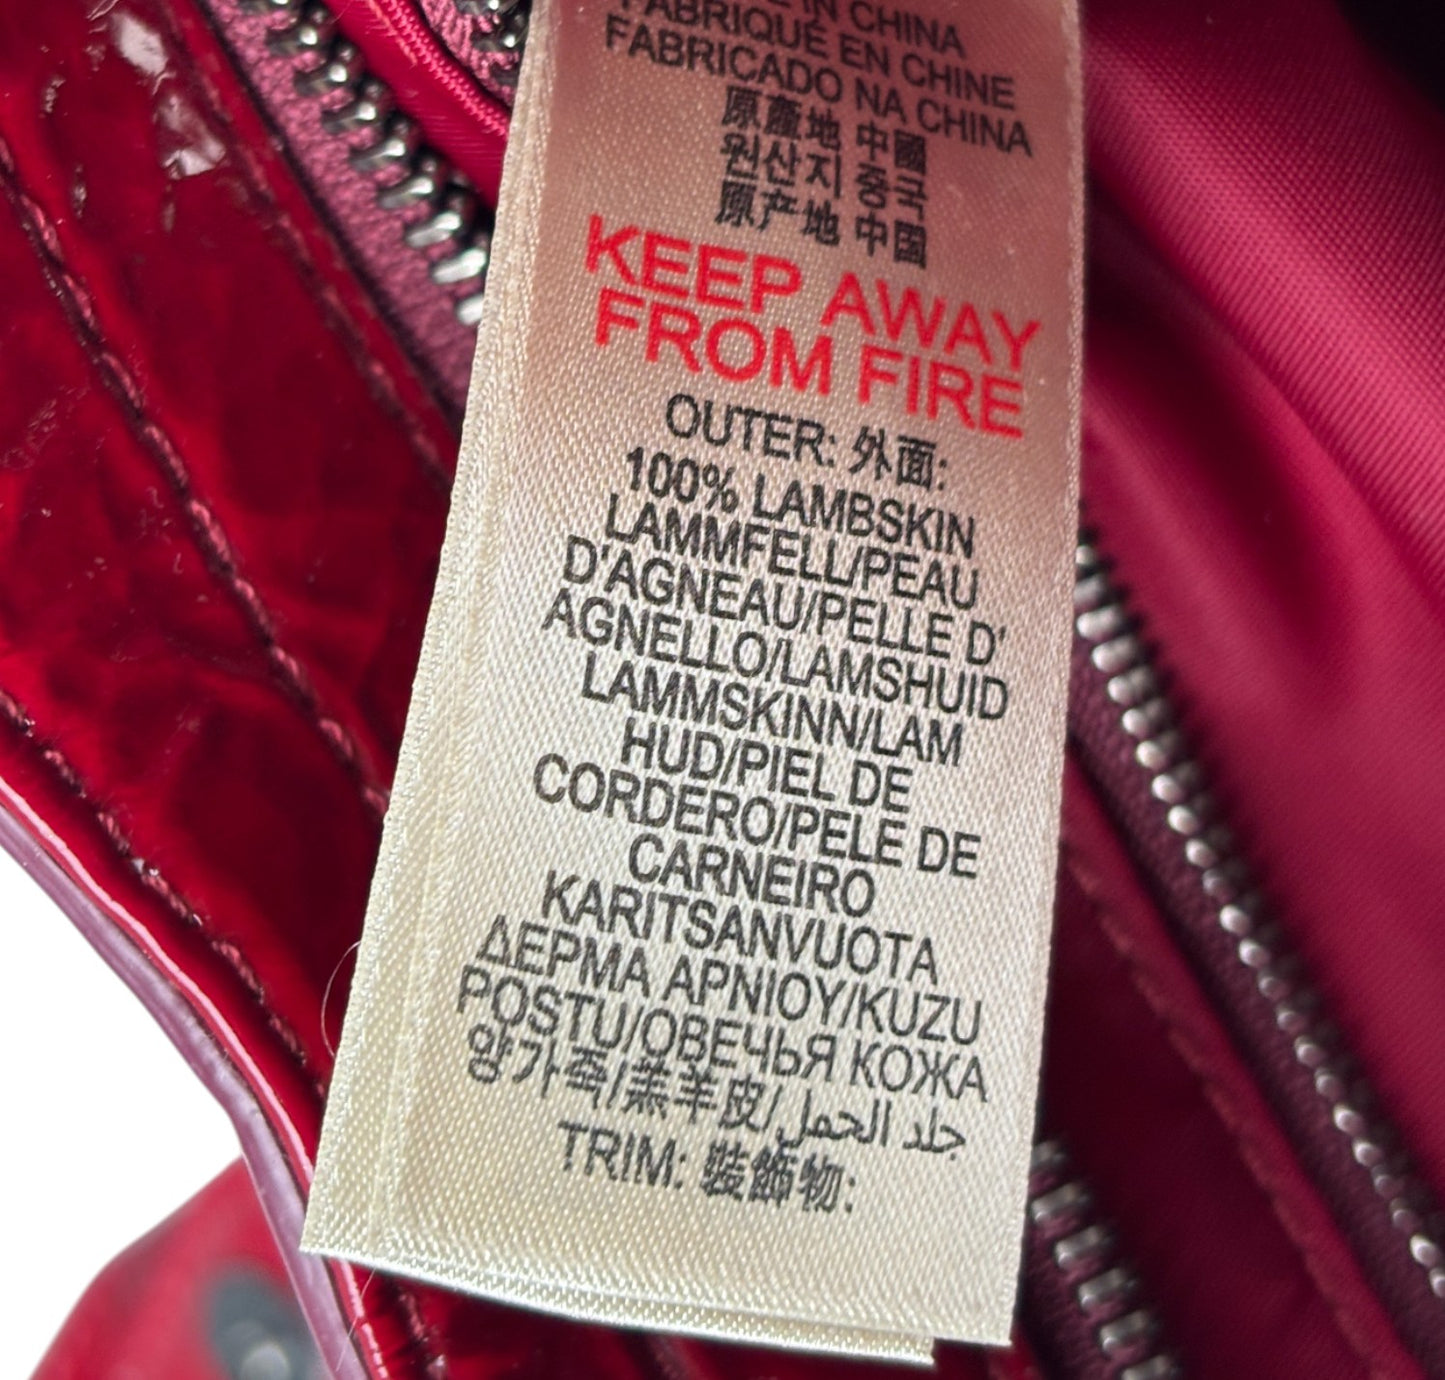 IN CHINA
FABRIQUÉ EN CHINE
FABRICADO NA CHINA
原產地 中國
원산지 중국
原产地 中國
KEEP AWAY
FROM FIRE
OUTER: 外面:
100% LAMBSKIN
LAMMFELL/PEAU
D'AGNEAU/PELLE D'
AGNELLO/LAMSHUID
LAMMSKINN/LAM
HUD/PIEL DE
CORDERO/PELE DE
CARNEIRO
KARITSANVUOTA
ΔΕΡΜΑ ΑΡΝΙΟΥ/KUZU
POSTU/ОВЕЧЬЯ КОЖА
양가죽/羔羊皮/جلد الحمل
TRIM: 裝飾物: